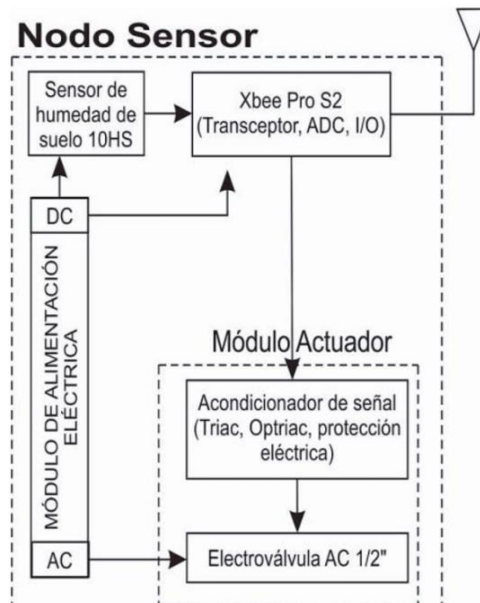 Nodo Sensor
Sensor de
humedad de
suelo 10HS
Xbee Pro S2
(Transceptor, ADC, I/O)
DC
MÓDULO DE ALIMENTACIÓN
ELÉCTRICA
AC
Módulo Actuador
Acondicionador de señal
(Triac, Optriac, protección
eléctrica)
Electroválvula AC 1/2"